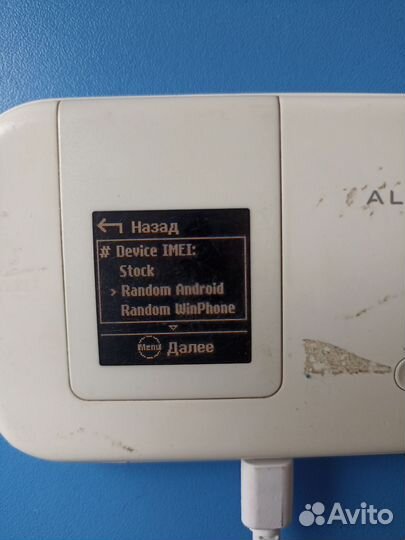 Назад
# Device IMEI:
Stock
> Random Android
Random WinPhone
Menu Далее
AL
Avito